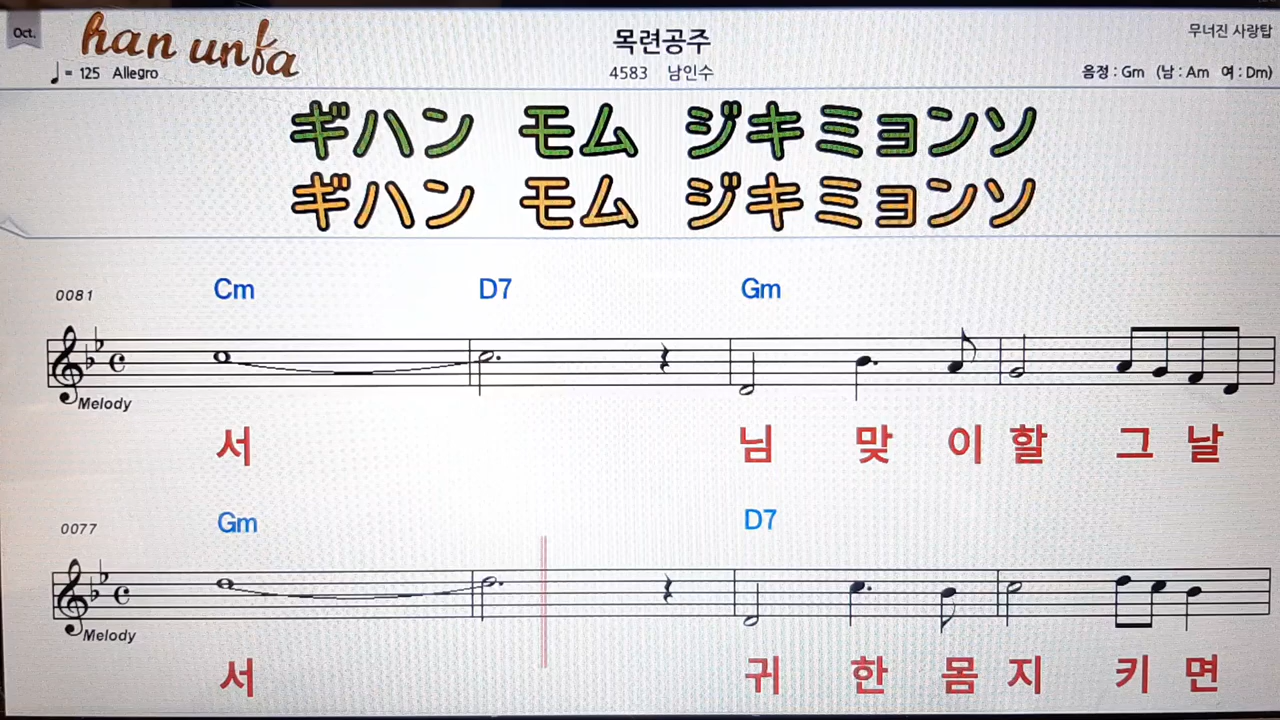 Oct.
han unfa
목련공주
무너진 사랑탑
♩= 125 Allegro
4583 남인수
음정 : Gm (남 : Am 여 : Dm)
ギハン モム ジキミョンソ
ギハン モム ジキミョンソ
0081 Cm D7 Gm
Melody
서 님 맞 이 할 그 날
0077 Gm D7
Melody
서 귀 한 몸 지 키 면